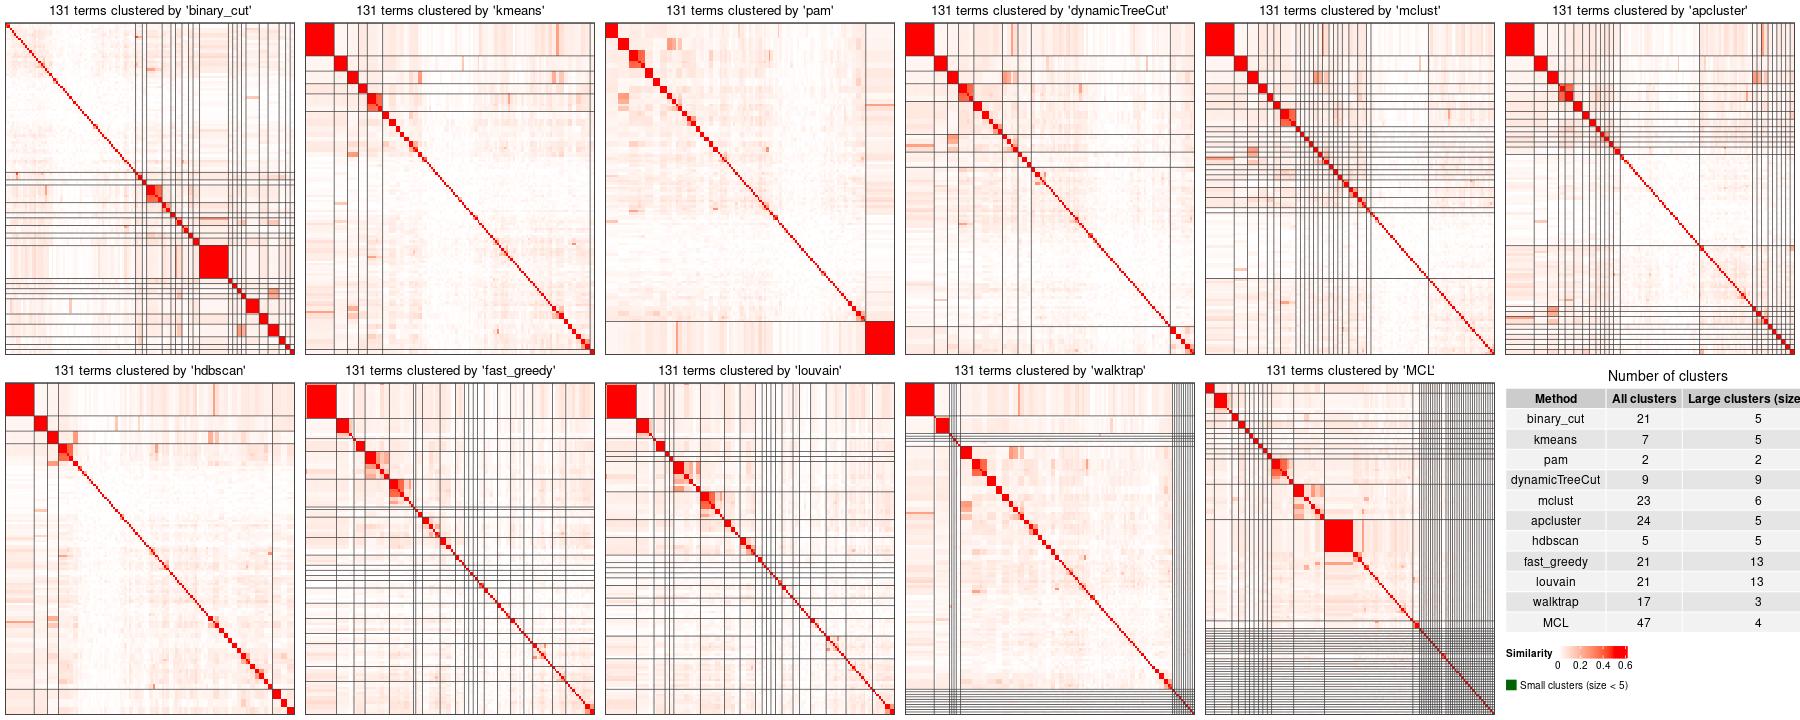 131 terms clustered by 'binary_cut'
131 terms clustered by 'kmeans'
131 terms clustered by 'pam'
131 terms clustered by 'dynamicTreeCut'
131 terms clustered by 'mclust'
131 terms clustered by 'apcluster'
131 terms clustered by 'hdbscan'
131 terms clustered by 'fast_greedy'
131 terms clustered by 'louvain'
131 terms clustered by 'walktrap'
131 terms clustered by 'MCL'
Number of clusters
Method All clusters Large clusters (size
binary_cut 21 5
kmeans 7 5
pam 2 2
dynamicTreeCut 9 9
mclust 23 6
apcluster 24 5
hdbscan 5 5
fast_greedy 21 13
louvain 21 13
walktrap 17 3
MCL 47 4
Similarity
0 0.2 0.4 0.6
Small clusters (size < 5)